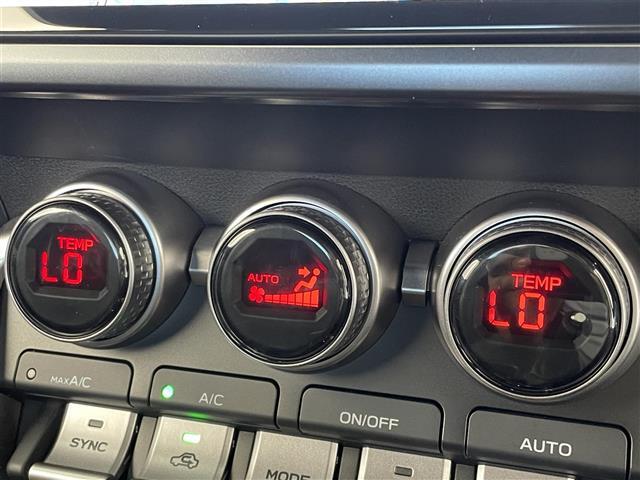 TEMP
LO
AUTO
TEMP
LO
MAX A/C
A/C
ON/OFF
AUTO
SYNC
MODE